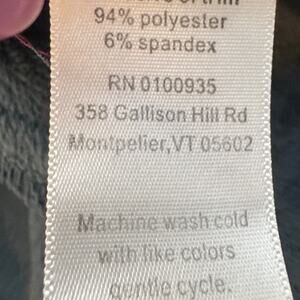 94% polyester
6% spandex
RN 0100935
358 Gallison Hill Rd
Montpelier,VT 05602
Machine wash cold
with like colors
gentle cycle.